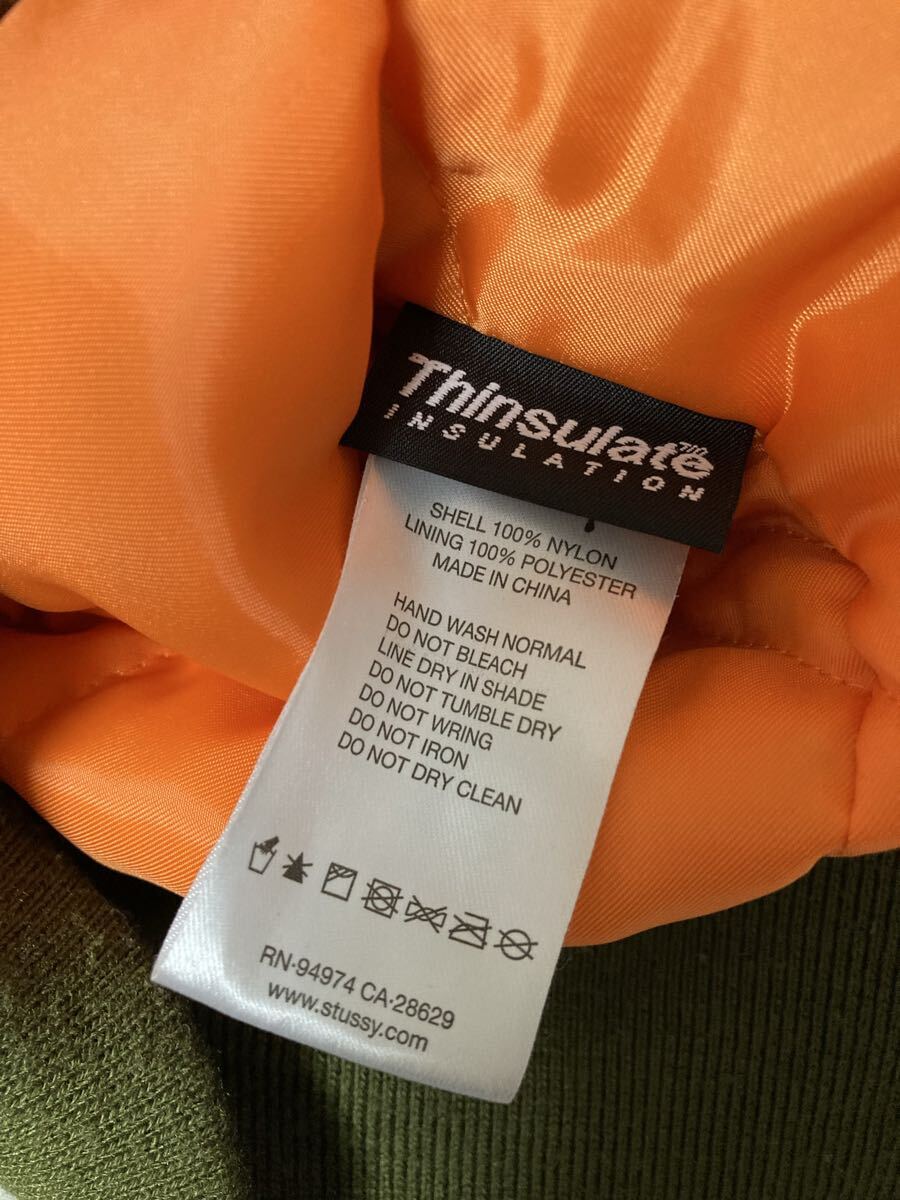 Thinsulate™
INSULATION
SHELL 100% NYLON
LINING 100% POLYESTER
MADE IN CHINA
HAND WASH NORMAL
DO NOT BLEACH
LINE DRY IN SHADE
DO NOT TUMBLE DRY
DO NOT WRING
DO NOT IRON
DO NOT DRY CLEAN
RN·94974 CA·28629
www.stussy.com